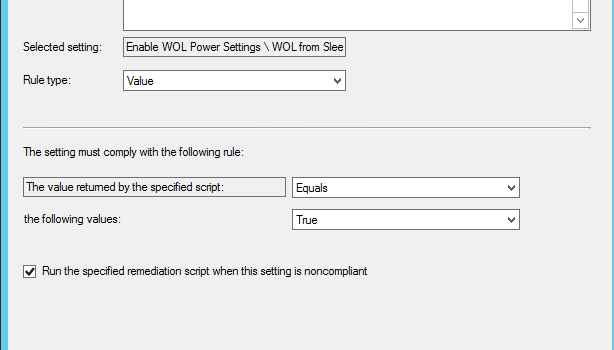 Selected setting: Enable WOL Power Settings \ WOL from Slee
Rule type: Value
The setting must comply with the following rule:
The value returned by the specified script: Equals
the following values: True
Run the specified remediation script when this setting is noncompliant